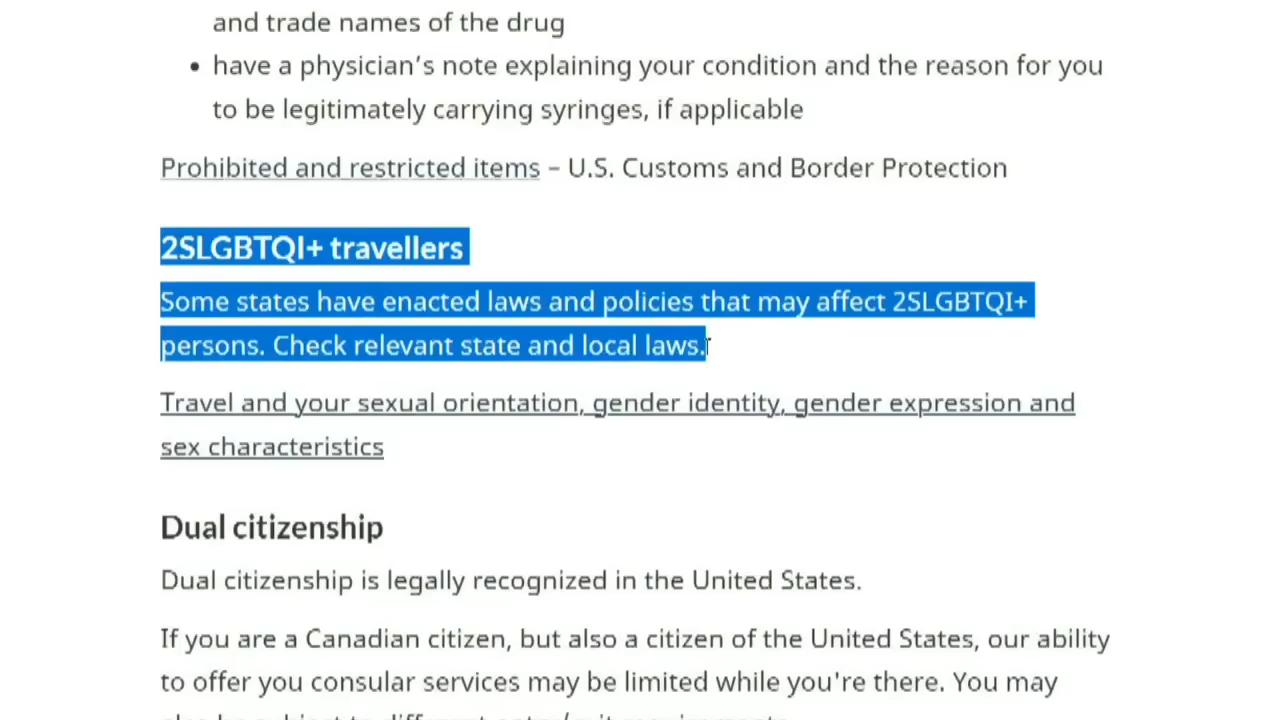 and trade names of the drug
• have a physician’s note explaining your condition and the reason for you
to be legitimately carrying syringes, if applicable
Prohibited and restricted items – U.S. Customs and Border Protection
2SLGBTQI+ travellers
Some states have enacted laws and policies that may affect 2SLGBTQI+
persons. Check relevant state and local laws.
Travel and your sexual orientation, gender identity, gender expression and
sex characteristics
Dual citizenship
Dual citizenship is legally recognized in the United States.
If you are a Canadian citizen, but also a citizen of the United States, our ability
to offer you consular services may be limited while you're there. You may